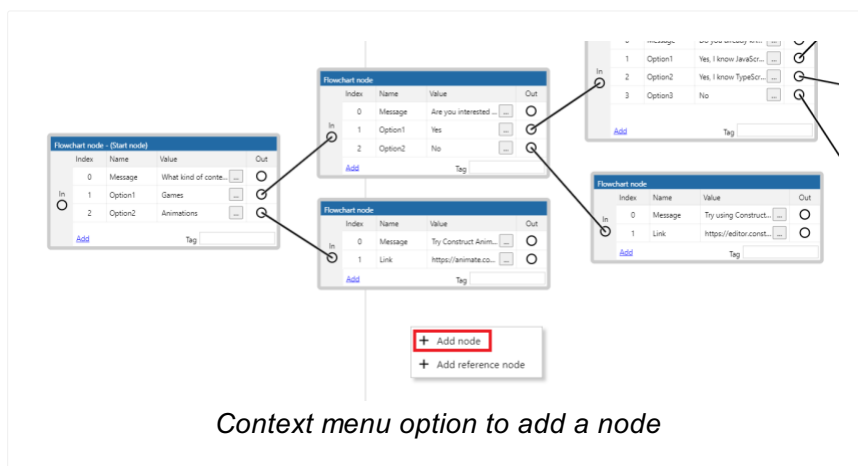 Flowchart node - (Start node)
Index Name Value Out
0 Message What kind of conte... ...
In
1 Option1 Games ...
2 Option2 Animations ...
Add Tag
Flowchart node
Index Name Value Out
0 Message Are you interested ... ...
In
1 Option1 Yes ...
2 Option2 No ...
Add Tag
Flowchart node
Index Name Value Out
0 Message Try Construct Anim... ...
In
1 Link https://animate.co... ...
Add Tag
1 Option1 Yes, I know JavaScr... ...
In
2 Option2 Yes, I know TypeScr... ...
3 Option3 No ...
Add Tag
Flowchart node
Index Name Value Out
0 Message Try using Construct... ...
In
1 Link https://editor.const... ...
Add Tag
+ Add node
+ Add reference node
Context menu option to add a node